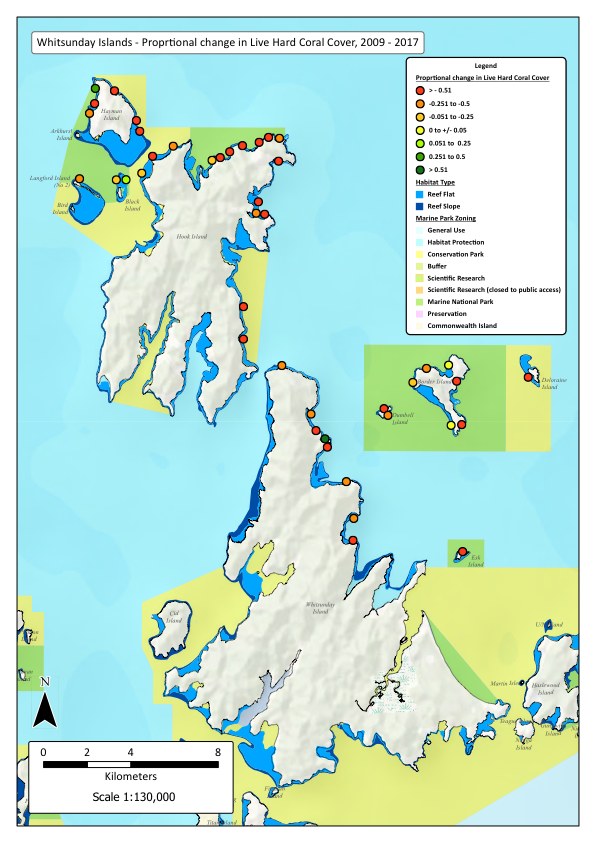 Whitsunday Islands - Proprtional change in Live Hard Coral Cover, 2009 - 2017
Legend
Proprtional change in Live Hard Coral Cover
> - 0.51
-0.251 to -0.5
-0.051 to -0.25
0 to +/- 0.05
0.051 to 0.25
0.251 to 0.5
> 0.51
Habitat Type
Reef Flat
Reef Slope
Marine Park Zoning
General Use
Habitat Protection
Conservation Park
Buffer
Scientific Research
Scientific Research (closed to public access)
Marine National Park
Preservation
Commonwealth Island
Hayman
Island
Arkhurst
Island
Langford Island
(No 2)
Bird
Island
Black
Island
Hook Island
Border Island
Deloraine
Island
Dumbell
Island
Esk
Island
Whitsunday
Island
Cid
Island
Haslewood
Island
Martin Islet
N
0 2 4 8
Kilometers
Scale 1:130,000